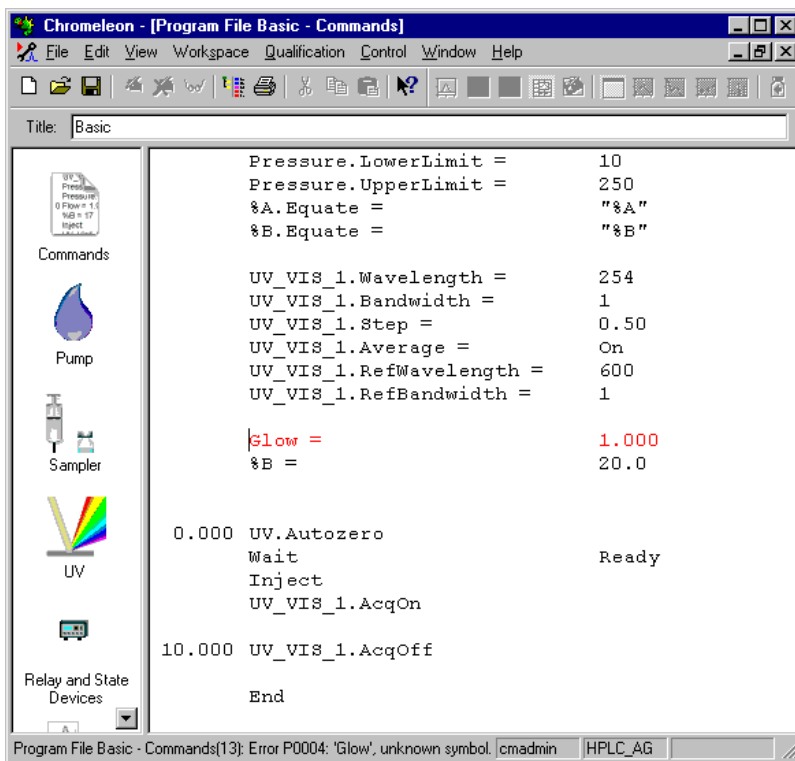 Chromeleon - [Program File Basic - Commands]
File Edit View Workspace Qualification Control Window Help
Title: Basic
Commands
Pump
Sampler
UV
Relay and State
Devices
Pressure.LowerLimit = 10
Pressure.UpperLimit = 250
%A.Equate = "%A"
%B.Equate = "%B"
UV_VIS_1.Wavelength = 254
UV_VIS_1.Bandwidth = 1
UV_VIS_1.Step = 0.50
UV_VIS_1.Average = On
UV_VIS_1.RefWavelength = 600
UV_VIS_1.RefBandwidth = 1
Glow = 1.000
%B = 20.0
0.000 UV.Autozero
Wait Ready
Inject
UV_VIS_1.AcqOn
10.000 UV_VIS_1.AcqOff
End
Program File Basic - Commands(13): Error P0004: 'Glow', unknown symbol. cmadmin HPLC_AG